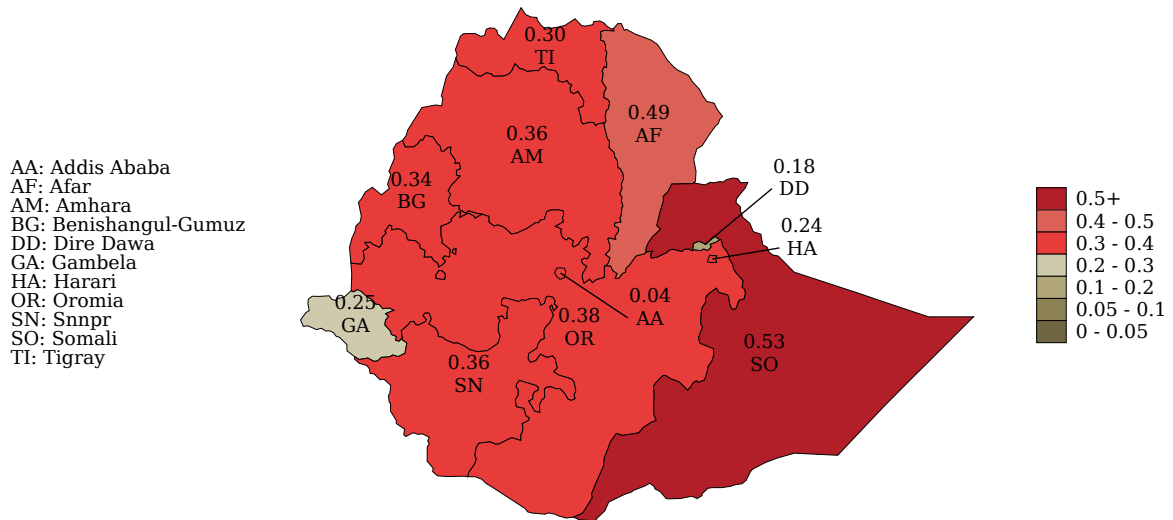 0.30
TI
0.49
AF
0.36
AM
0.18
DD
0.34
BG
0.24
HA
0.25
GA
0.04
AA
0.38
OR
0.36
SN
0.53
SO
AA: Addis Ababa
AF: Afar
AM: Amhara
BG: Benishangul-Gumuz
DD: Dire Dawa
GA: Gambela
HA: Harari
OR: Oromia
SN: Snnpr
SO: Somali
TI: Tigray
0.5+
0.4 - 0.5
0.3 - 0.4
0.2 - 0.3
0.1 - 0.2
0.05 - 0.1
0 - 0.05